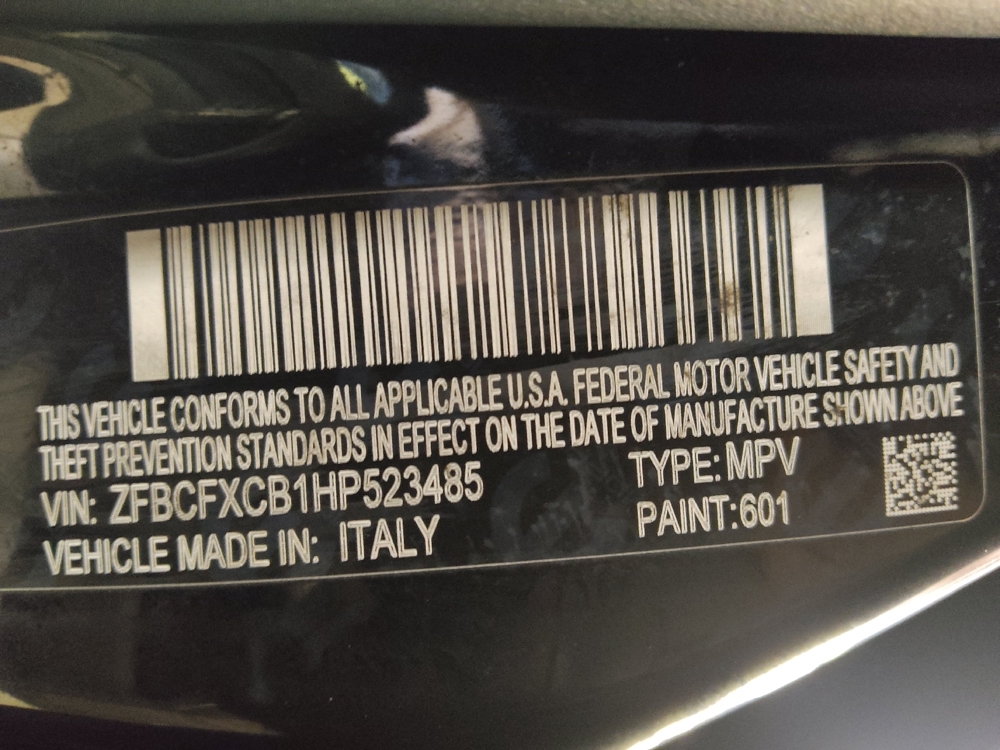 THIS VEHICLE CONFORMS TO ALL APPLICABLE U.S.A. FEDERAL MOTOR VEHICLE SAFETY AND
THEFT PREVENTION STANDARDS IN EFFECT ON THE DATE OF MANUFACTURE SHOWN ABOVE
VIN: ZFBCFXCB1HP523485 TYPE: MPV
VEHICLE MADE IN: ITALY PAINT:601